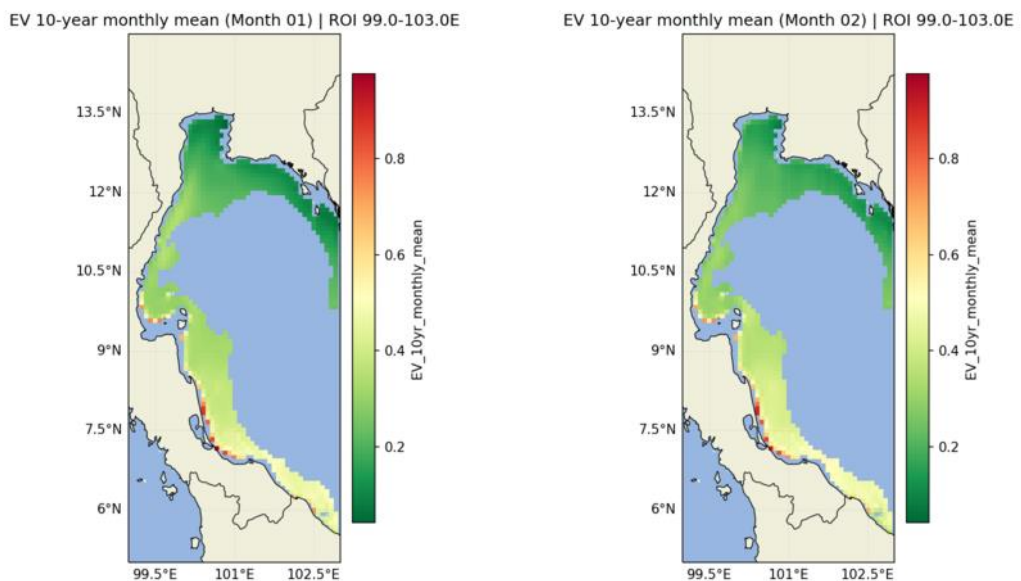 EV 10-year monthly mean (Month 01) | ROI 99.0-103.0E
13.5°N
12°N
10.5°N
9°N
7.5°N
6°N
99.5°E 101°E 102.5°E
0.8
0.6
0.4
0.2
EV_10yr_monthly_mean
EV 10-year monthly mean (Month 02) | ROI 99.0-103.0E
13.5°N
12°N
10.5°N
9°N
7.5°N
6°N
99.5°E 101°E 102.5°E
0.8
0.6
0.4
0.2
EV_10yr_monthly_mean